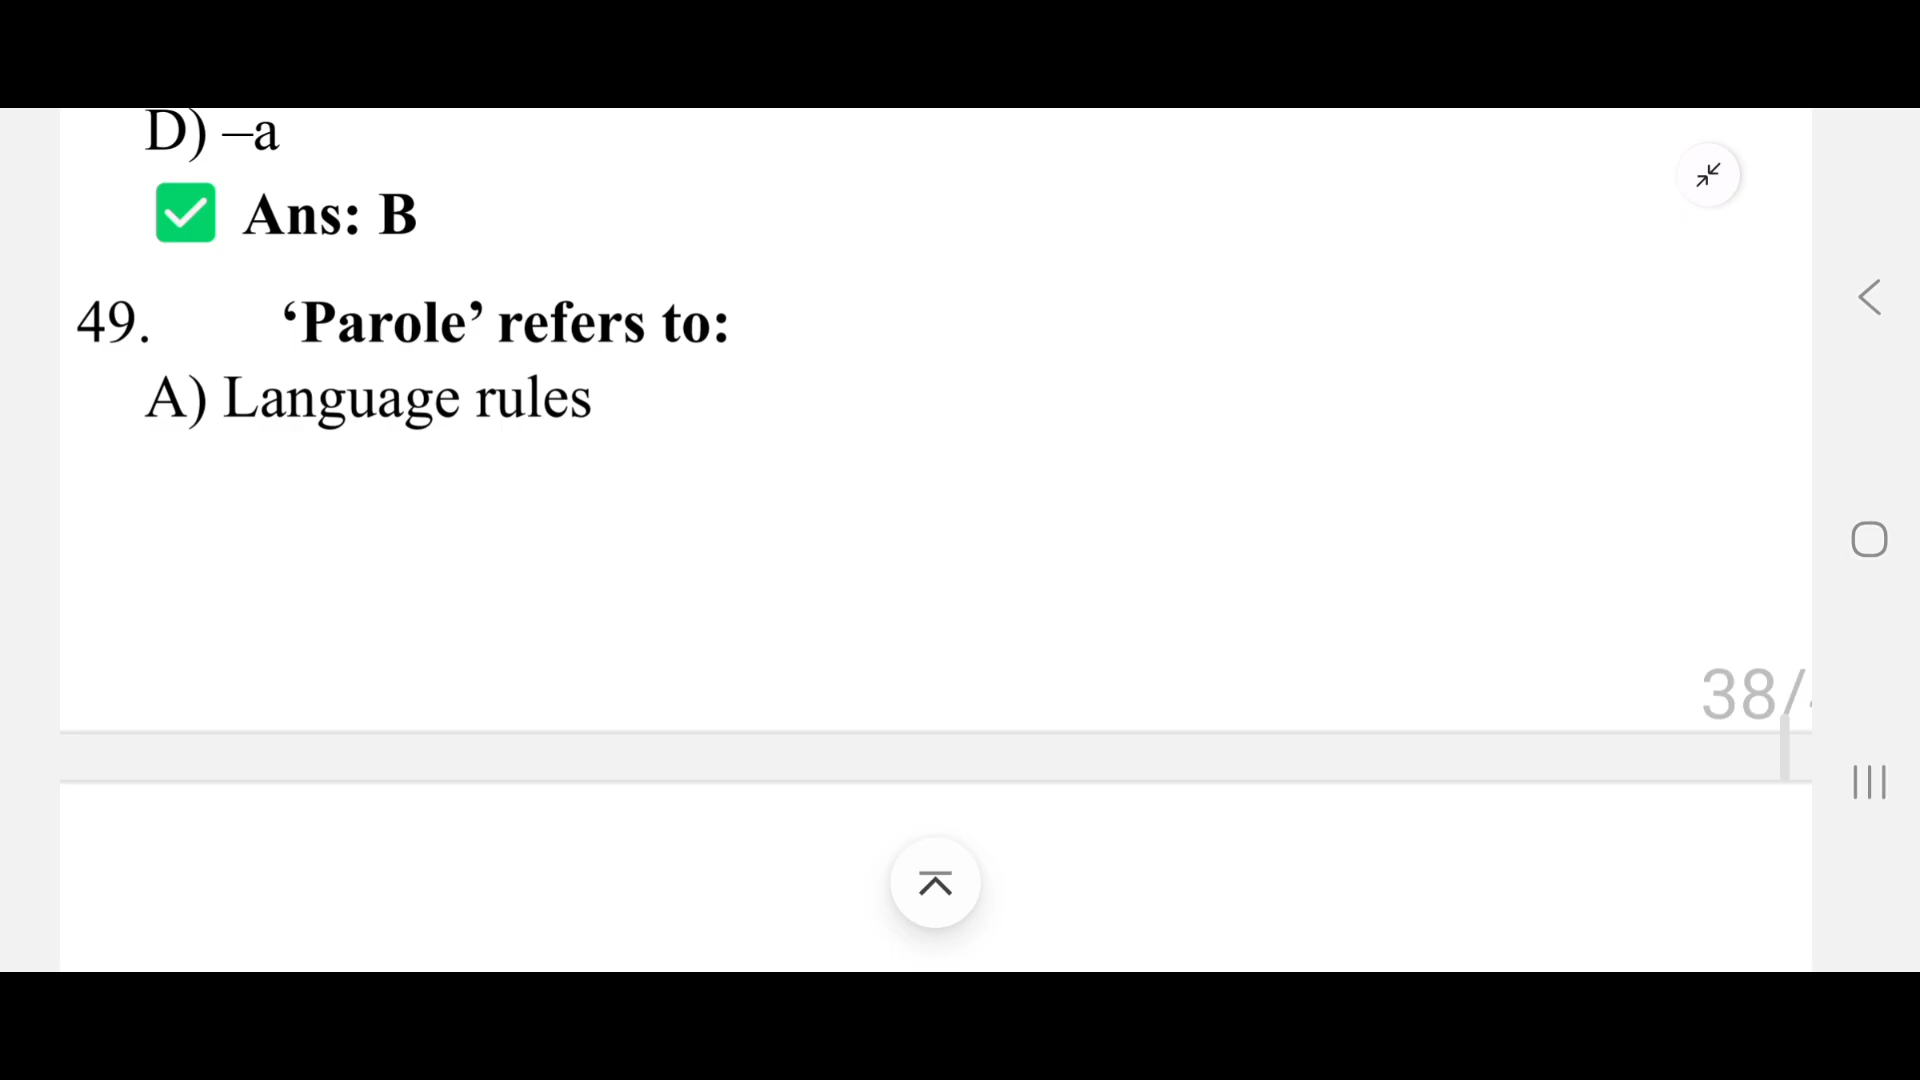 D) –a
✅ Ans: B
49. ‘Parole’ refers to:
A) Language rules
38/